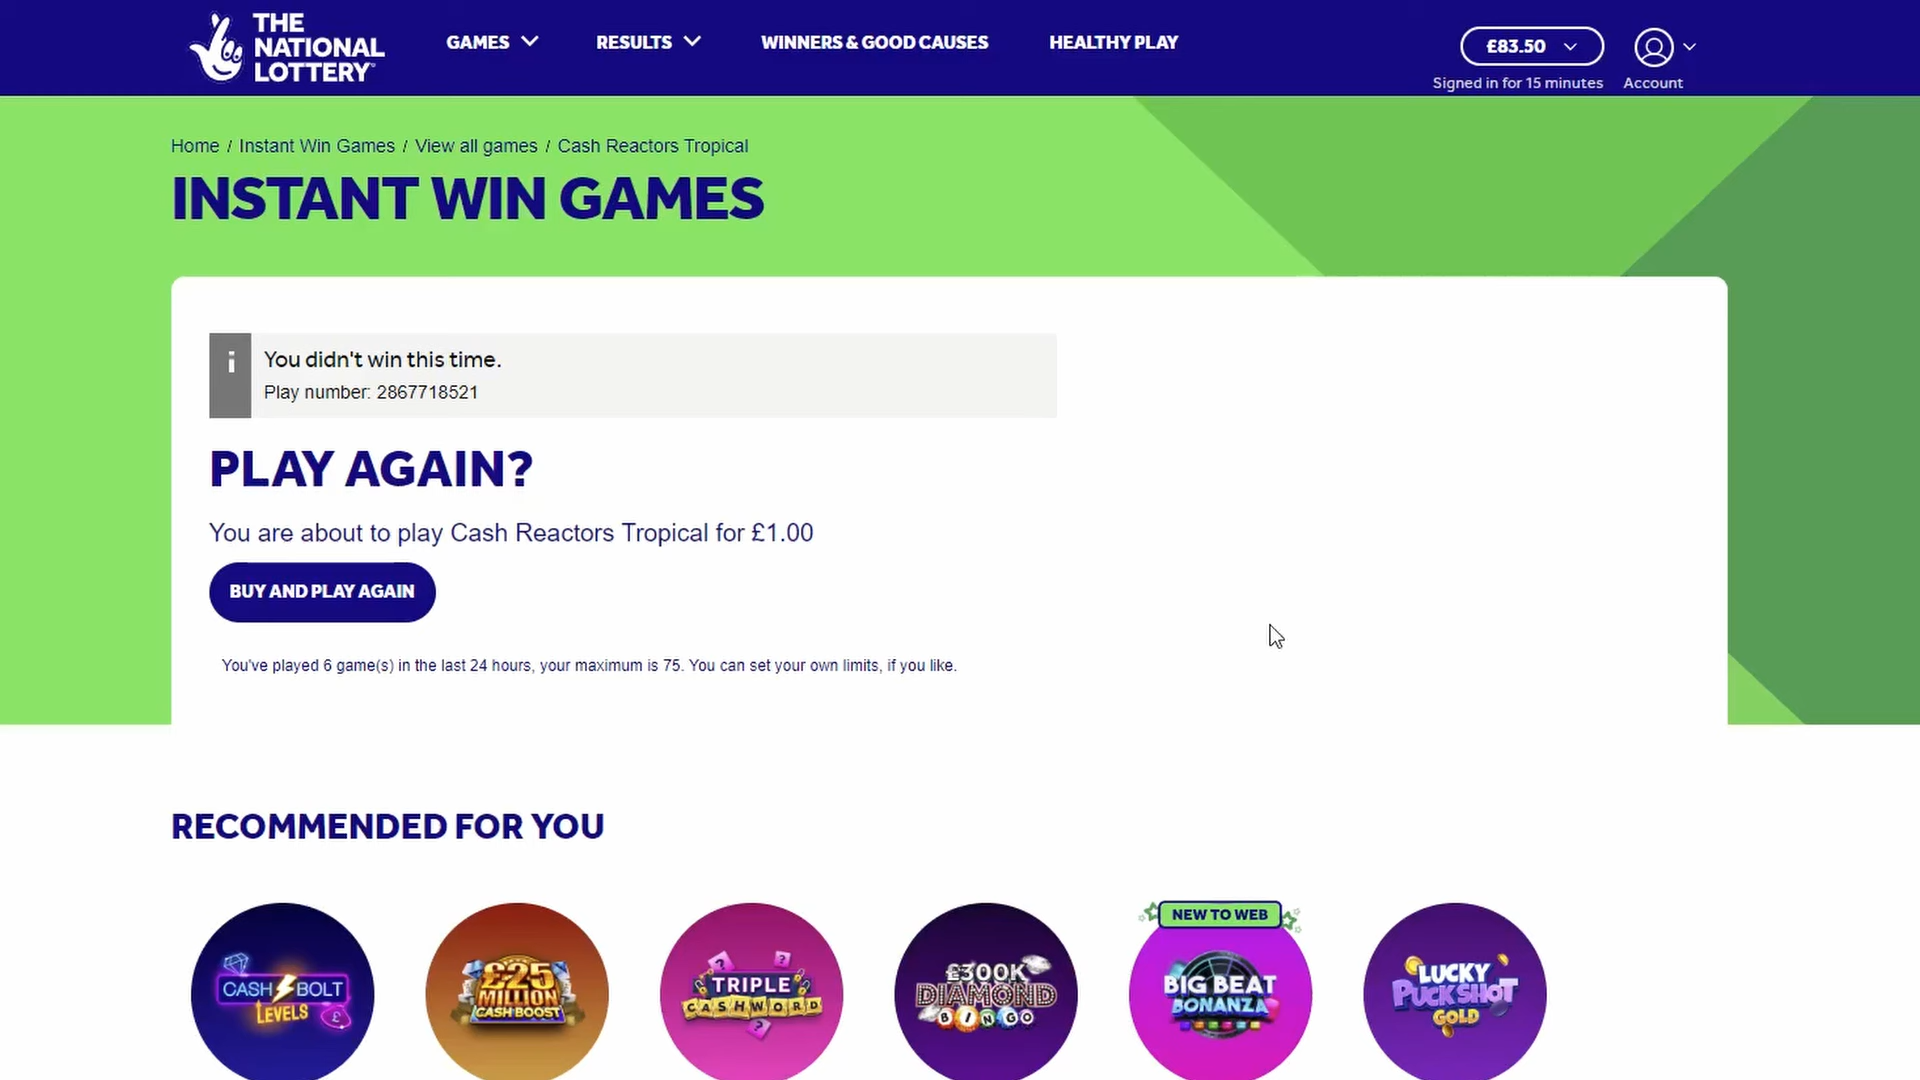 THE
NATIONAL
LOTTERY
GAMES
RESULTS
WINNERS & GOOD CAUSES
HEALTHY PLAY
£83.50
Signed in for 15 minutes
Account
Home / Instant Win Games / View all games / Cash Reactors Tropical
INSTANT WIN GAMES
i
You didn't win this time.
Play number: 2867718521
PLAY AGAIN?
You are about to play Cash Reactors Tropical for £1.00
BUY AND PLAY AGAIN
You've played 6 game(s) in the last 24 hours, your maximum is 75. You can set your own limits, if you like.
RECOMMENDED FOR YOU
CASH BOLT
LEVELS
£
£25
MILLION
CASH BOOST
? ?
TRIPLE
CASHWORD
?
£300K
DIAMOND
BINGO
NEW TO WEB
BIG BEAT
BONANZA
LUCKY
PUCKSHOT
GOLD